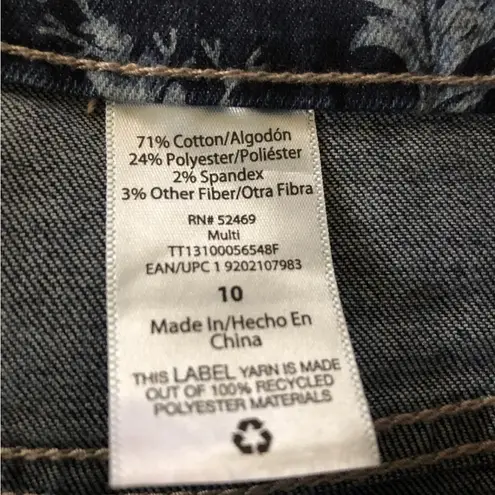 71% Cotton/Algodón
24% Polyester/Poliéster
2% Spandex
3% Other Fiber/Otra Fibra
RN# 52469
Multi
TT13100056548F
EAN/UPC 1 9202107983
10
Made In/Hecho En
China
THIS LABEL YARN IS MADE
OUT OF 100% RECYCLED
POLYESTER MATERIALS